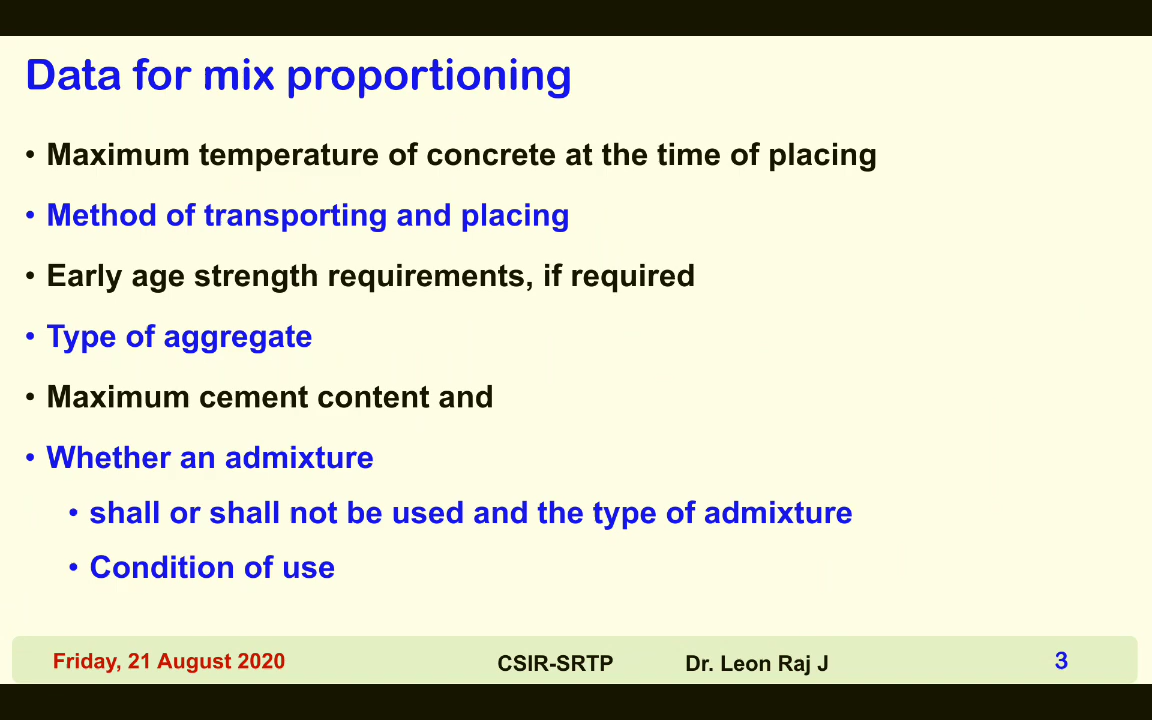 Data for mix proportioning
• Maximum temperature of concrete at the time of placing
• Method of transporting and placing
• Early age strength requirements, if required
• Type of aggregate
• Maximum cement content and
• Whether an admixture
• shall or shall not be used and the type of admixture
• Condition of use
Friday, 21 August 2020 CSIR-SRTP Dr. Leon Raj J 3